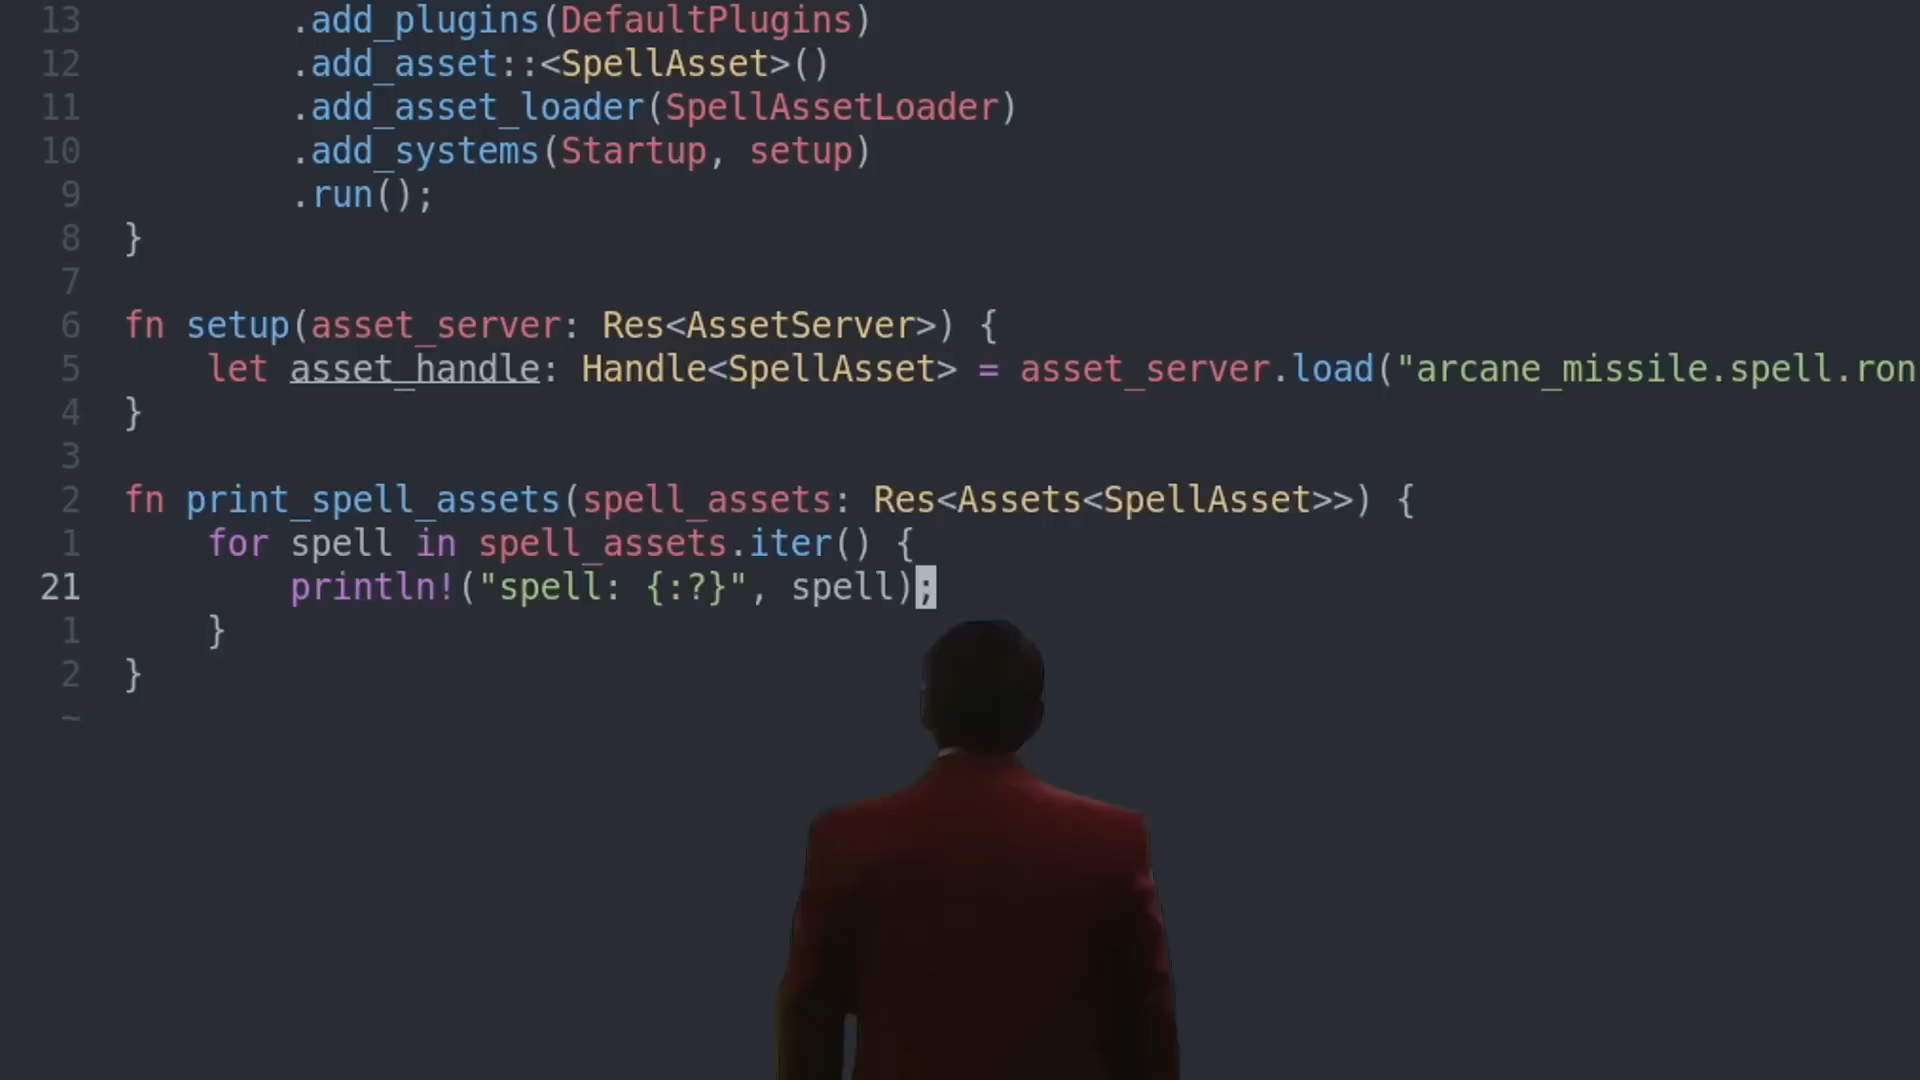 13 .add_plugins(DefaultPlugins)
12 .add_asset::<SpellAsset>()
11 .add_asset_loader(SpellAssetLoader)
10 .add_systems(Startup, setup)
9 .run();
8 }
7
6 fn setup(asset_server: Res<AssetServer>) {
5 let asset_handle: Handle<SpellAsset> = asset_server.load("arcane_missile.spell.ron
4 }
3
2 fn print_spell_assets(spell_assets: Res<Assets<SpellAsset>>) {
1 for spell in spell_assets.iter() {
21 println!("spell: {:?}", spell);
1 }
2 }
~